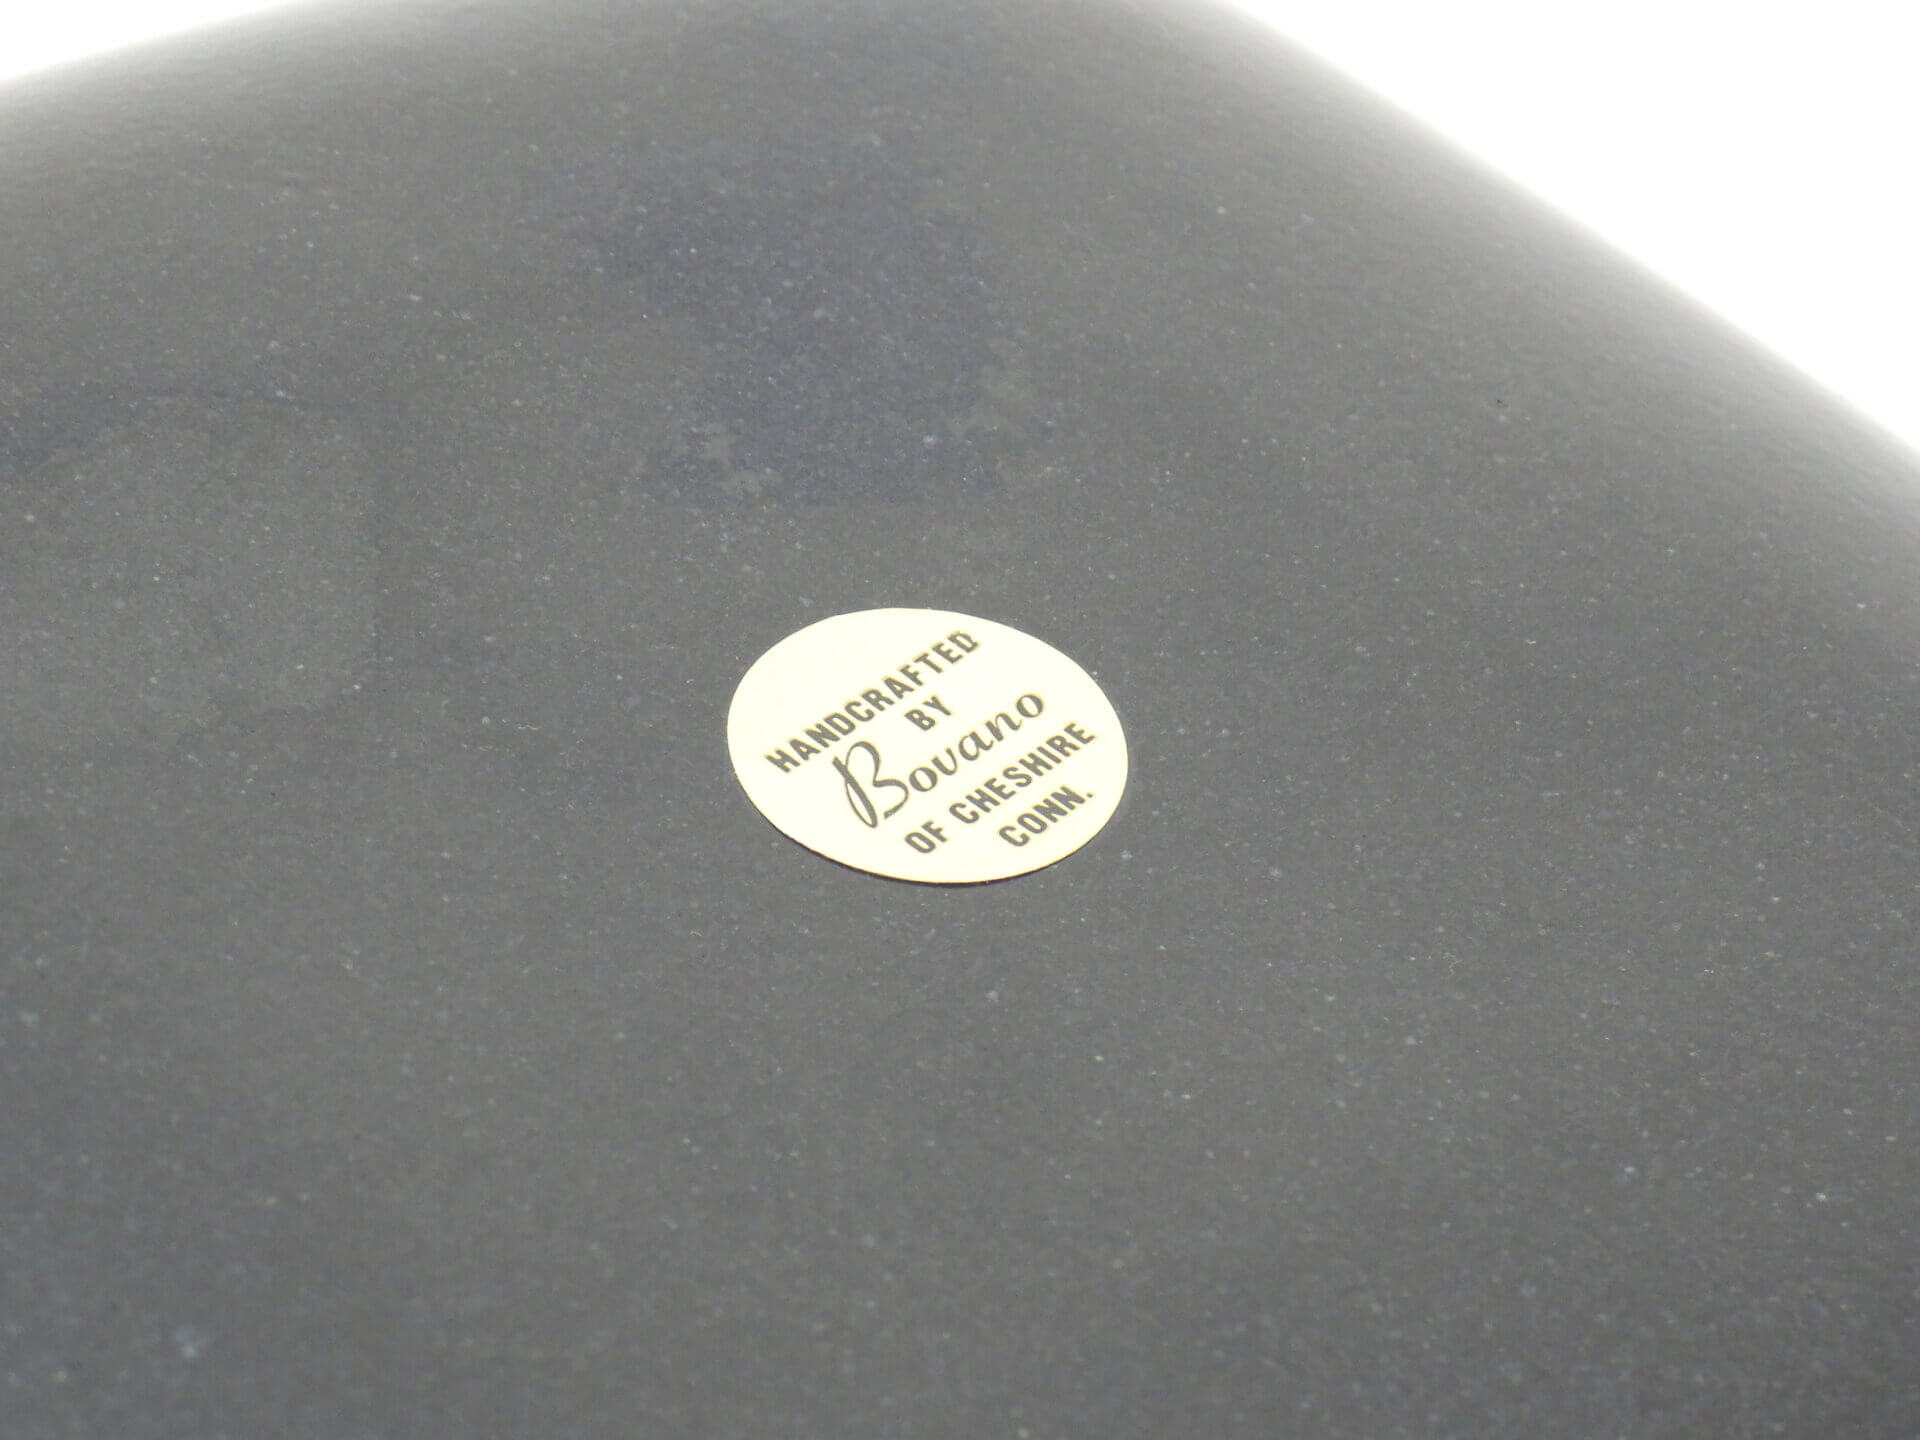 HANDCRAFTED
BY
Bovano
OF CHESHIRE
CONN.